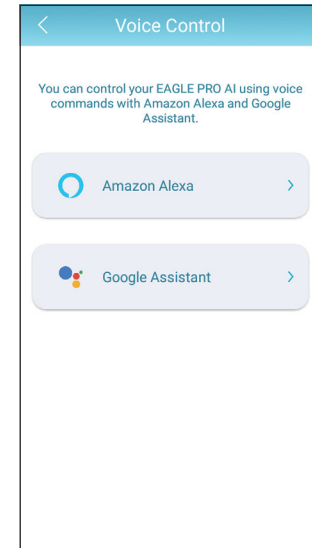 Voice Control
You can control your EAGLE PRO AI using voice
commands with Amazon Alexa and Google
Assistant.
Amazon Alexa
Google Assistant